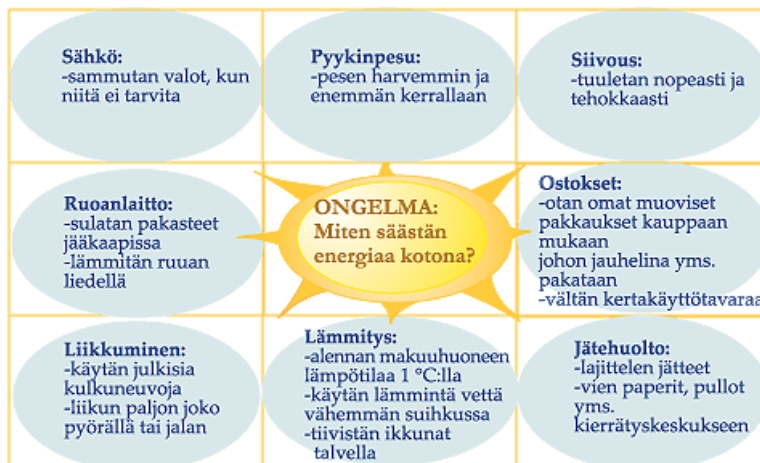 Sähkö:
-sammutan valot, kun
niitä ei tarvita
Pyykinpesu:
-pesen harvemmin ja
enemmän kerrallaan
Siivous:
-tuuletan nopeasti ja
tehokkaasti
Ruoanlaitto:
-sulatan pakasteet
jääkaapissa
-lämmitän ruuan
liedellä
ONGELMA:
Miten säästän
energiaa kotona?
Ostokset:
-otan omat muoviset
pakkaukset kauppaan
mukaan
johon jauhelina yms.
pakataan
-vältän kertakäyttötavaraa
Liikkuminen:
-käytän julkisia
kulkuneuvoja
-liikun paljon joko
pyörällä tai jalan
Lämmitys:
-alennan makuuhuoneen
lämpötilaa 1 °C:lla
-käytän lämmintä vettä
vähemmän suihkussa
-tiivistän ikkunat
talvella
Jätehuolto:
-lajittelen jätteet
-vien paperit, pullot
yms.
kierrätyskeskukseen